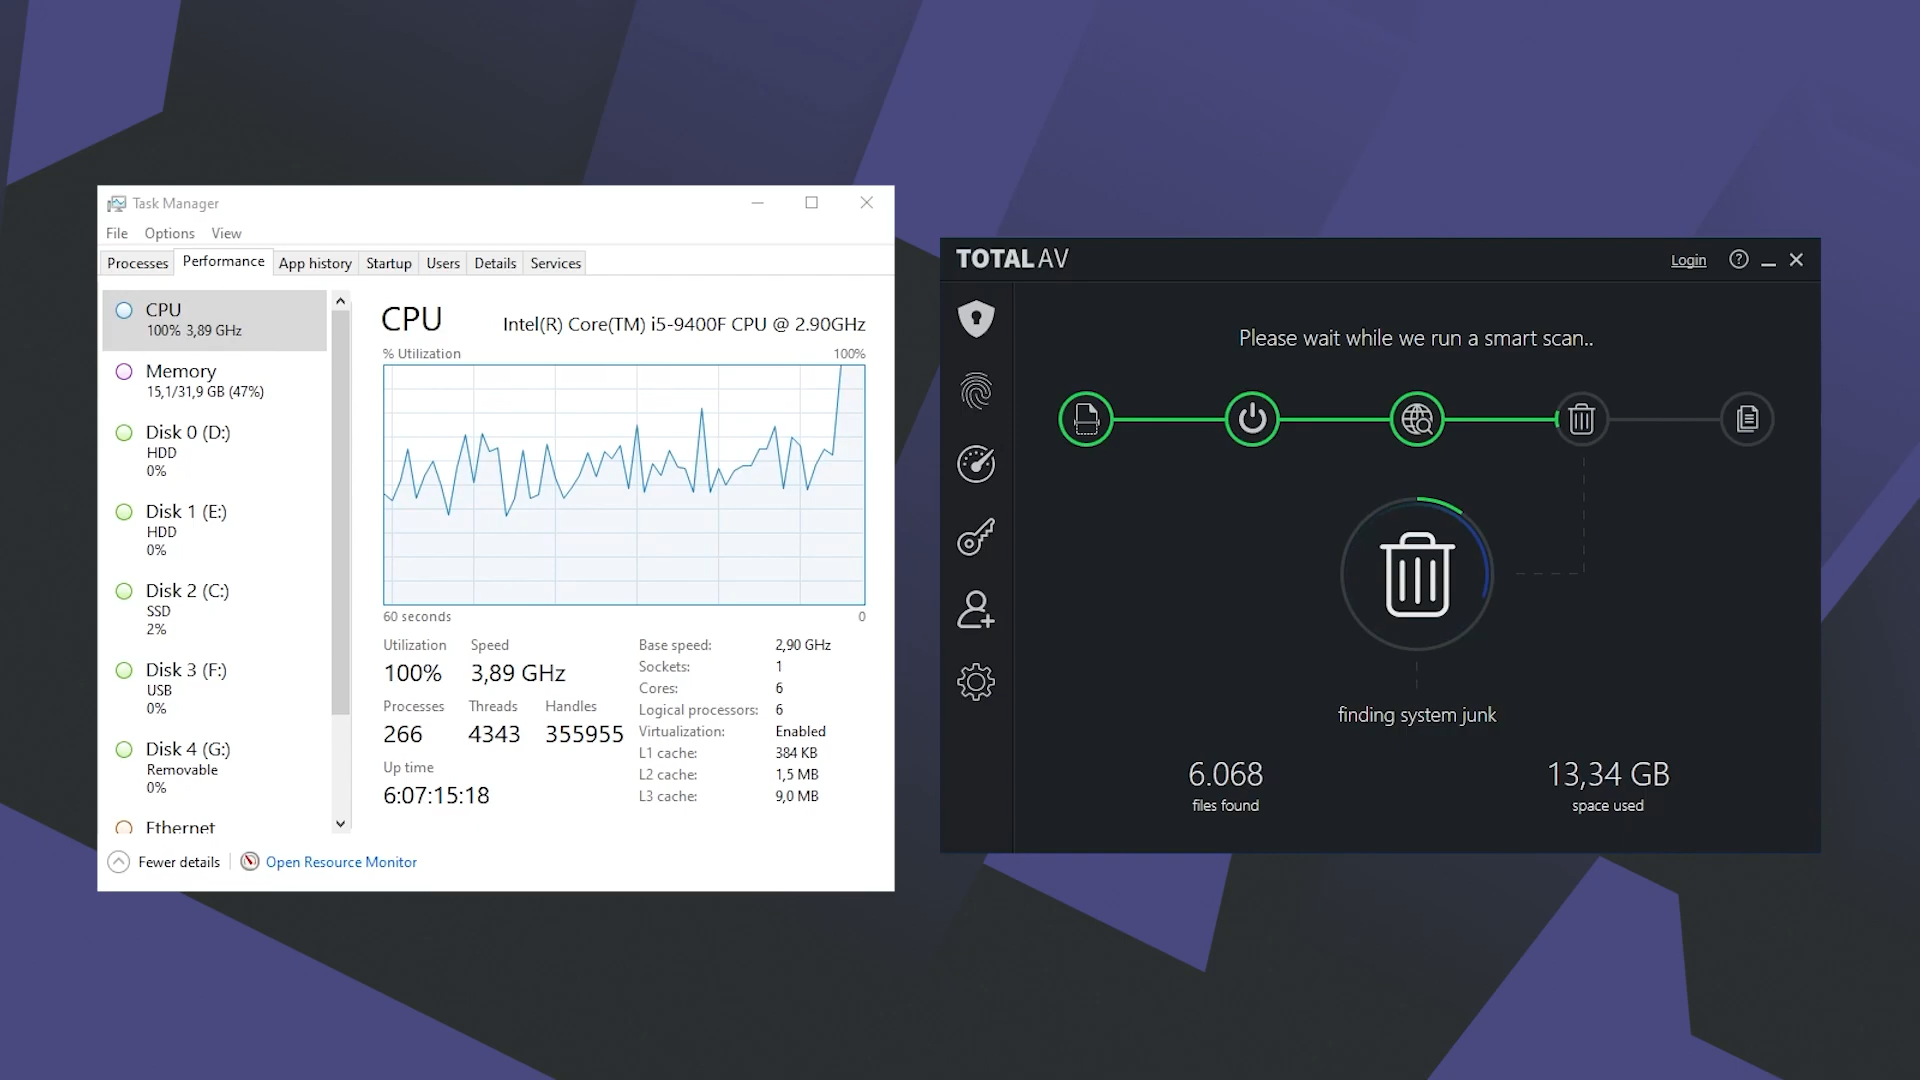 Task Manager
File Options View
Processes Performance App history Startup Users Details Services
CPU
100% 3,89 GHz
Memory
15,1/31,9 GB (47%)
Disk 0 (D:)
HDD
0%
Disk 1 (E:)
HDD
0%
Disk 2 (C:)
SSD
2%
Disk 3 (F:)
USB
0%
Disk 4 (G:)
Removable
0%
Ethernet
CPU Intel(R) Core(TM) i5-9400F CPU @ 2.90GHz
% Utilization 100%
60 seconds 0
Utilization Speed
100% 3,89 GHz
Processes Threads Handles
266 4343 355955
Up time
6:07:15:18
Base speed: 2,90 GHz
Sockets: 1
Cores: 6
Logical processors: 6
Virtualization: Enabled
L1 cache: 384 KB
L2 cache: 1,5 MB
L3 cache: 9,0 MB
Fewer details Open Resource Monitor
TOTALAV
Login
Please wait while we run a smart scan..
finding system junk
6.068 13,34 GB
files found space used